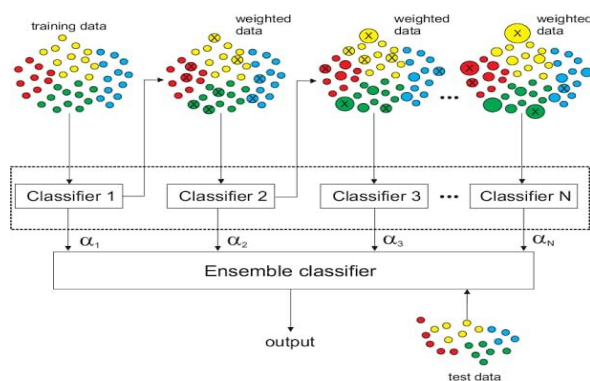 training data
weighted
data
weighted
data
weighted
data
X X X X X X X X X
...
Classifier 1
Classifier 2
Classifier 3
...
Classifier N
α1
α2
α3
αN
Ensemble classifier
output
test data